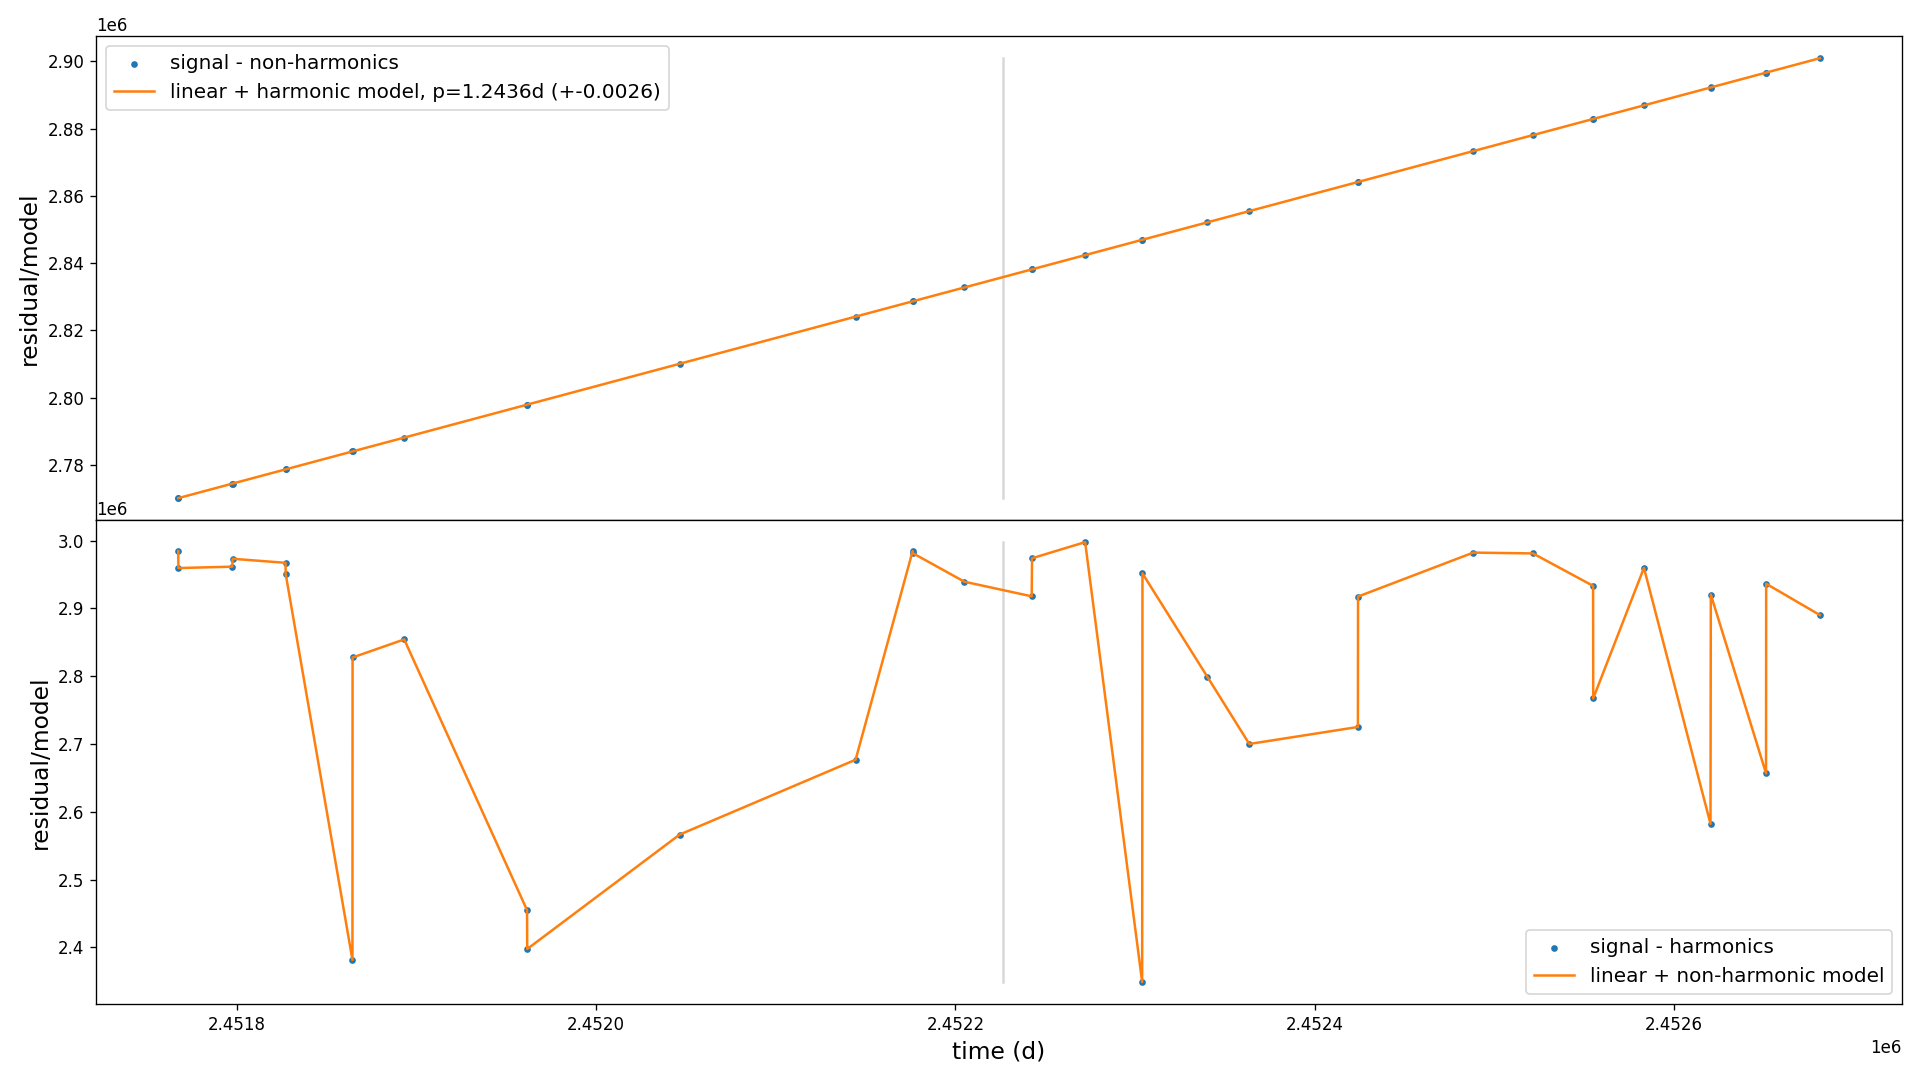 1e6
2.90
2.88
2.86
2.84
2.82
2.80
2.78
residual/model
signal - non-harmonics
linear + harmonic model, p=1.2436d (+-0.0026)
1e6
3.0
2.9
2.8
2.7
2.6
2.5
2.4
residual/model
signal - harmonics
linear + non-harmonic model
2.4518
2.4520
2.4522
2.4524
2.4526
1e6
time (d)